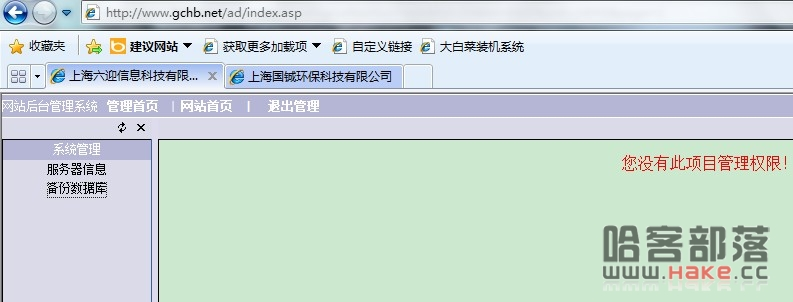 http://www.gchb.net/ad/index.asp
收藏夹 建议网站 获取更多加载项 自定义链接 大白菜装机系统
上海六迎信息科技有限... 上海国铖环保科技有限公司
网站后台管理系统 管理首页 | 网站首页 | 退出管理
系统管理
服务器信息
备份数据库
您没有此项目管理权限!
哈客部落
www.Hake.cc